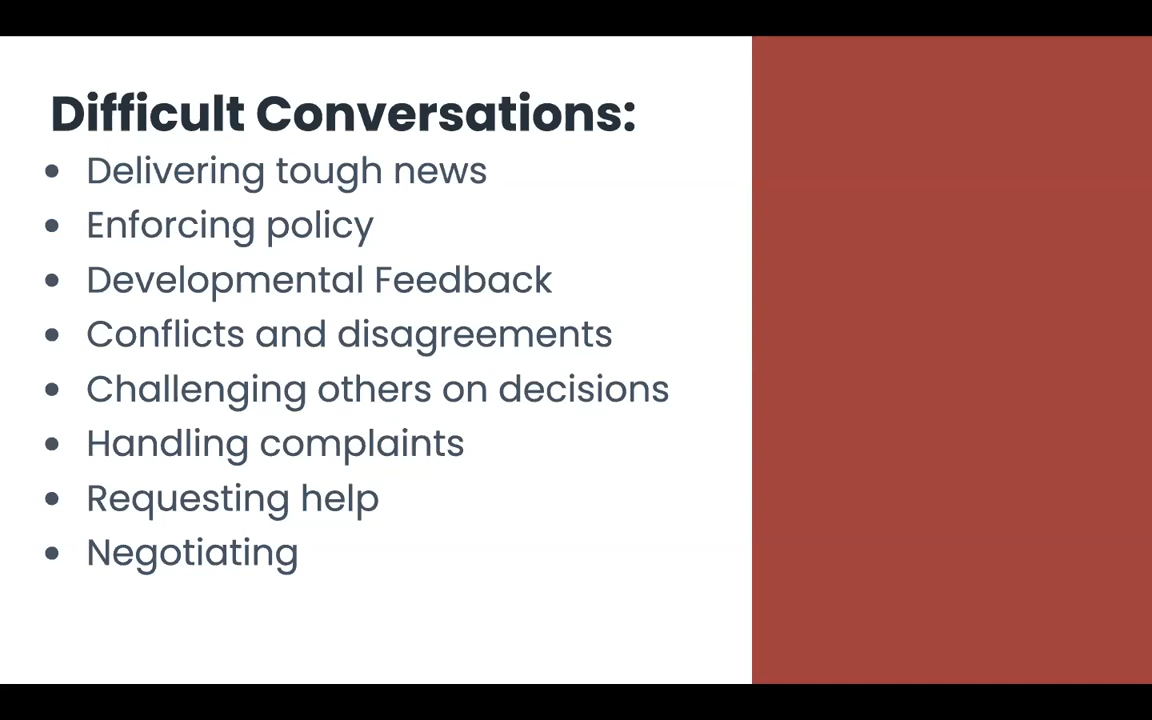 Difficult Conversations:
• Delivering tough news
• Enforcing policy
• Developmental Feedback
• Conflicts and disagreements
• Challenging others on decisions
• Handling complaints
• Requesting help
• Negotiating